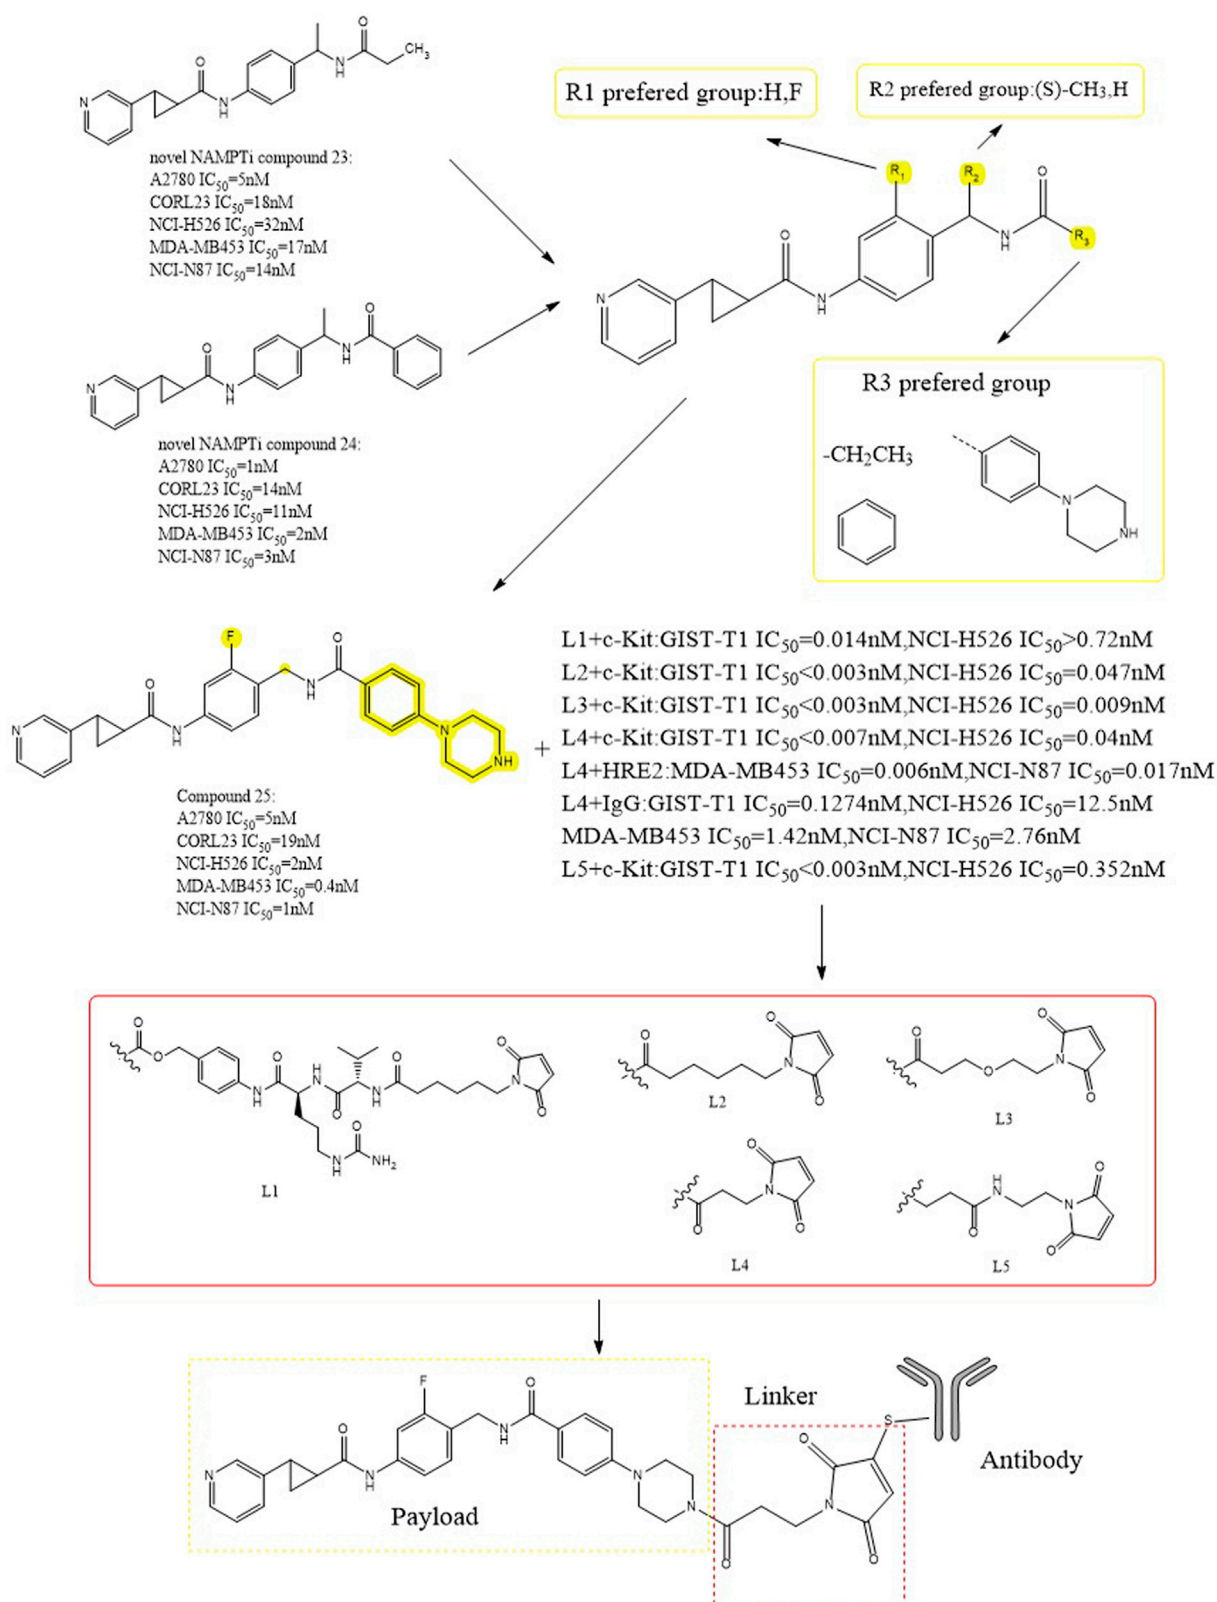 O
N
H
CH3
O
N
H
N
novel NAMPTi compound 23:
A2780 IC50=5nM
CORL23 IC50=18nM
NCI-H526 IC50=32nM
MDA-MB453 IC50=17nM
NCI-N87 IC50=14nM
R1 prefered group:H,F
R2 prefered group:(S)-CH3,H
R1
R2
O
N
H
R3
O
N
H
N
O
N
H
O
N
H
N
novel NAMPTi compound 24:
A2780 IC50=1nM
CORL23 IC50=14nM
NCI-H526 IC50=11nM
MDA-MB453 IC50=2nM
NCI-N87 IC50=3nM
R3 prefered group
-CH2CH3
N
NH
F
O
N
H
O
N
H
N
N
NH
Compound 25:
A2780 IC50=5nM
CORL23 IC50=19nM
NCI-H526 IC50=2nM
MDA-MB453 IC50=0.4nM
NCI-N87 IC50=1nM
+
L1+c-Kit:GIST-T1 IC50=0.014nM,NCI-H526 IC50>0.72nM
L2+c-Kit:GIST-T1 IC50<0.003nM,NCI-H526 IC50=0.047nM
L3+c-Kit:GIST-T1 IC50<0.003nM,NCI-H526 IC50=0.009nM
L4+c-Kit:GIST-T1 IC50<0.007nM,NCI-H526 IC50=0.04nM
L4+HRE2:MDA-MB453 IC50=0.006nM,NCI-N87 IC50=0.017nM
L4+IgG:GIST-T1 IC50=0.1274nM,NCI-H526 IC50=12.5nM
MDA-MB453 IC50=1.42nM,NCI-N87 IC50=2.76nM
L5+c-Kit:GIST-T1 IC50<0.003nM,NCI-H526 IC50=0.352nM
O
O
N
H
O
H
N
O
N
H
O
N
O
O
N
H
O
NH2
L1
O
N
O
O
L2
O
O
N
O
O
L3
O
N
O
O
L4
O
H
N
N
O
O
L5
F
O
N
H
O
N
H
N
N
N
Payload
Linker
O
O
N
O
S
O
Antibody